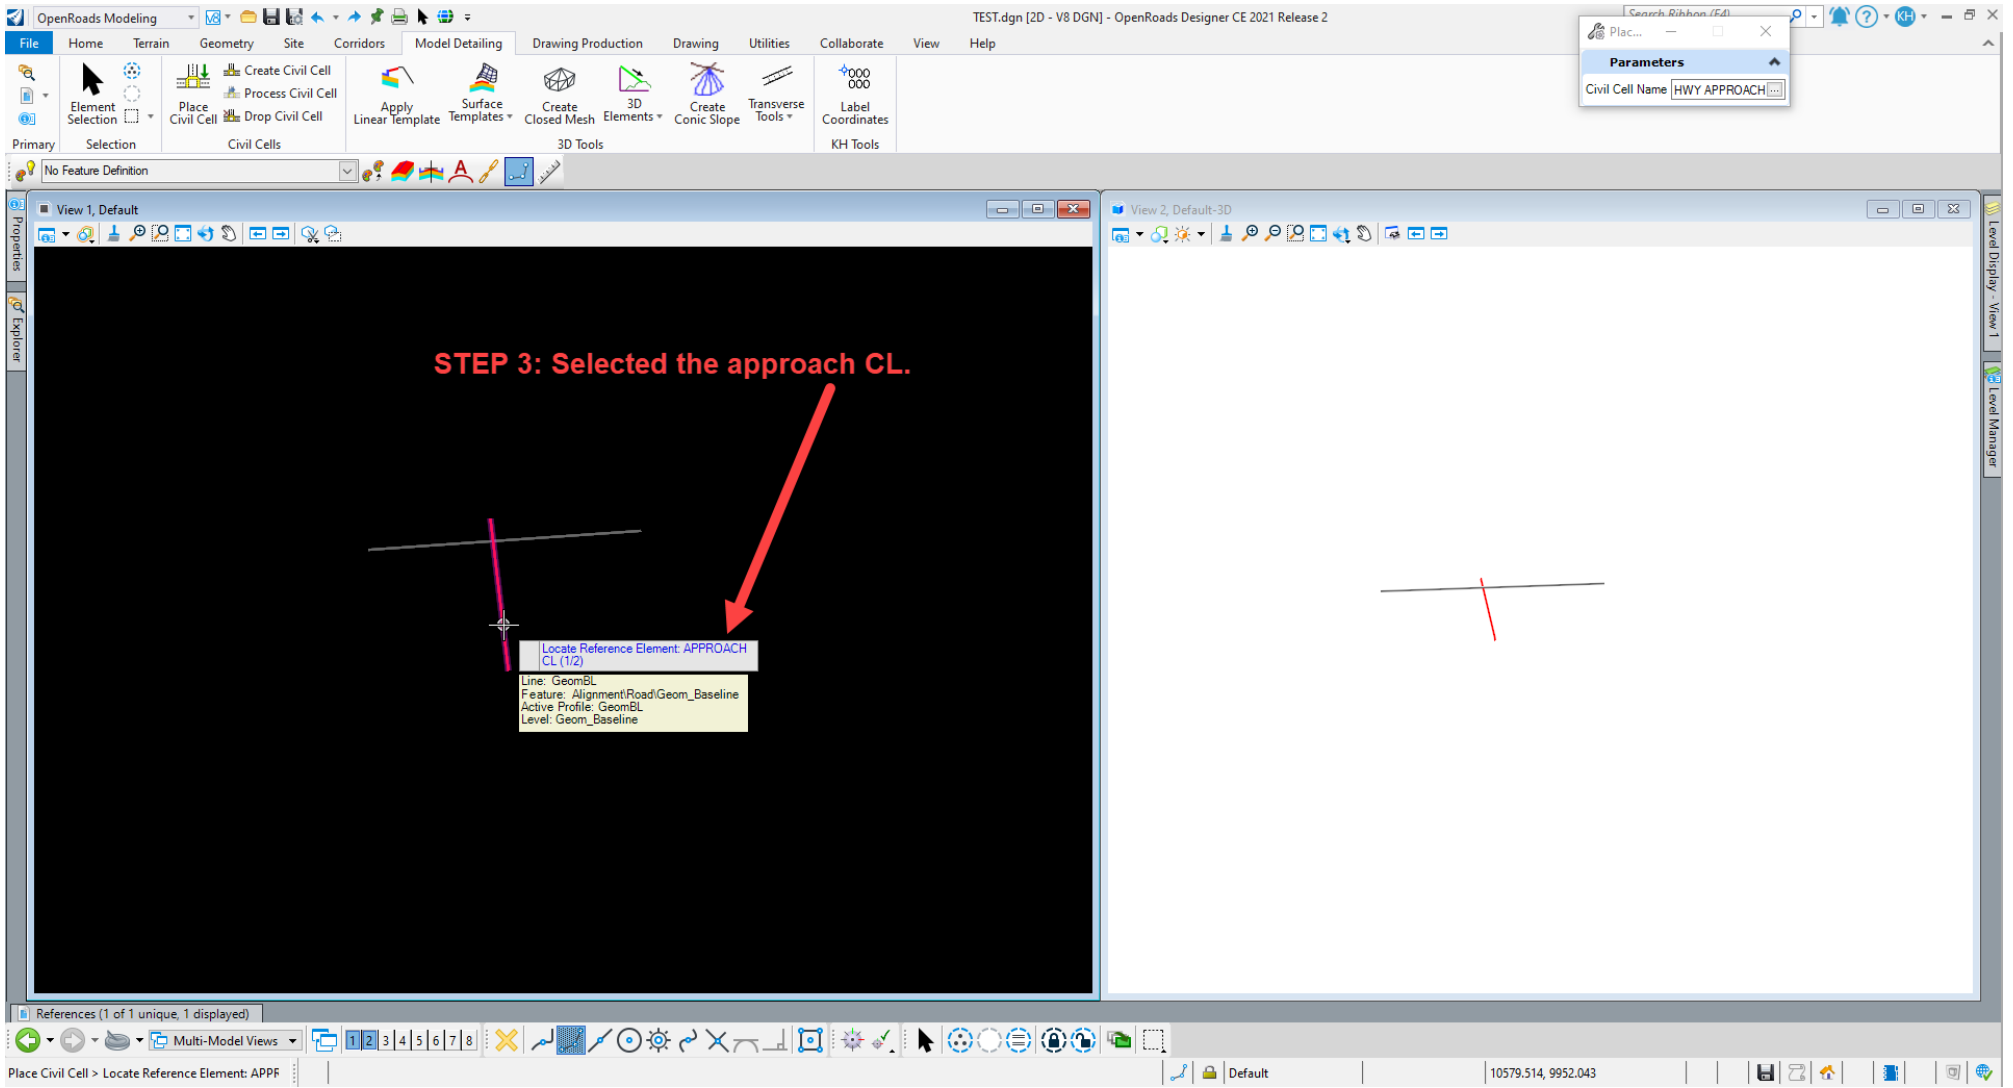 OpenRoads Modeling
TEST.dgn [2D - V8 DGN] - OpenRoads Designer CE 2021 Release 2
Search Ribbon (F4)
KH
File Home Terrain Geometry Site Corridors Model Detailing Drawing Production Drawing Utilities Collaborate View Help
Plac...
Parameters
Civil Cell Name HWY APPROACH ...
Element
Selection
Place
Civil Cell
Create Civil Cell
Process Civil Cell
Drop Civil Cell
Apply
Linear Template
Surface
Templates
Create
Closed Mesh
3D
Elements
Create
Conic Slope
Transverse
Tools
Label
Coordinates
Primary Selection Civil Cells 3D Tools KH Tools
No Feature Definition
View 1, Default
View 2, Default-3D
Properties
Explorer
Level Display - View 1
Level Manager
STEP 3: Selected the approach CL.
Locate Reference Element: APPROACH
CL (1/2)
Line: GeomBL
Feature: Alignment\Road\Geom_Baseline
Active Profile: GeomBL
Level: Geom_Baseline
References (1 of 1 unique, 1 displayed)
Multi-Model Views 1 2 3 4 5 6 7 8
Place Civil Cell > Locate Reference Element: APPR
Default
10579.514, 9952.043